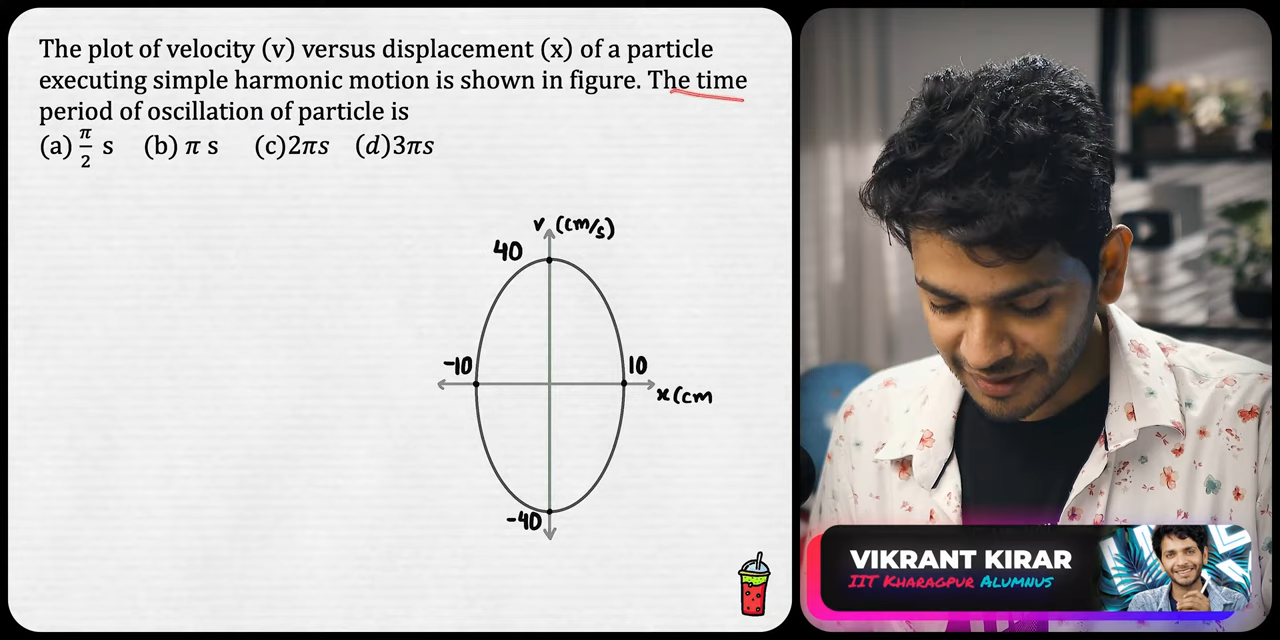 The plot of velocity (v) versus displacement (x) of a particle
executing simple harmonic motion is shown in figure. The time
period of oscillation of particle is
(a) π/2 s (b) π s (c)2πs (d)3πs
v (cm/s)
40
-10
10
x(cm
-40
VIKRANT KIRAR
IIT KHARAGPUR ALUMNUS